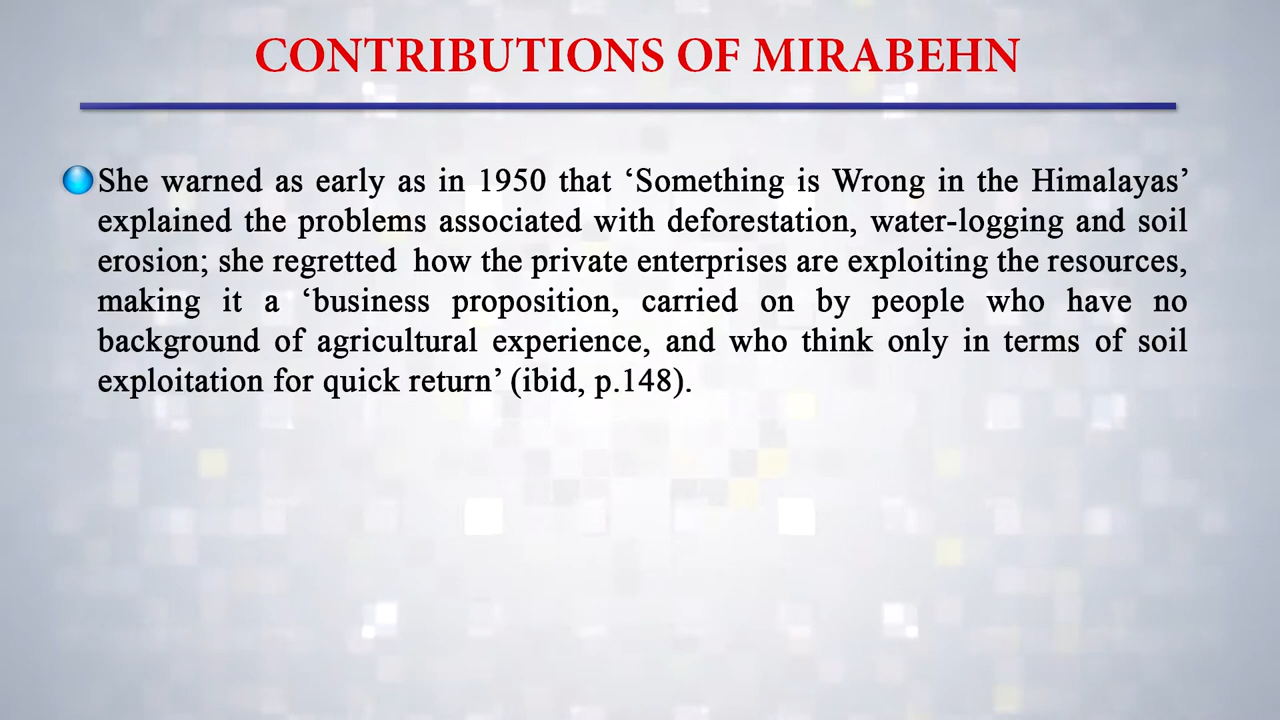 CONTRIBUTIONS OF MIRABEHN
She warned as early as in 1950 that ‘Something is Wrong in the Himalayas’
explained the problems associated with deforestation, water-logging and soil
erosion; she regretted how the private enterprises are exploiting the resources,
making it a ‘business proposition, carried on by people who have no
background of agricultural experience, and who think only in terms of soil
exploitation for quick return’ (ibid, p.148).